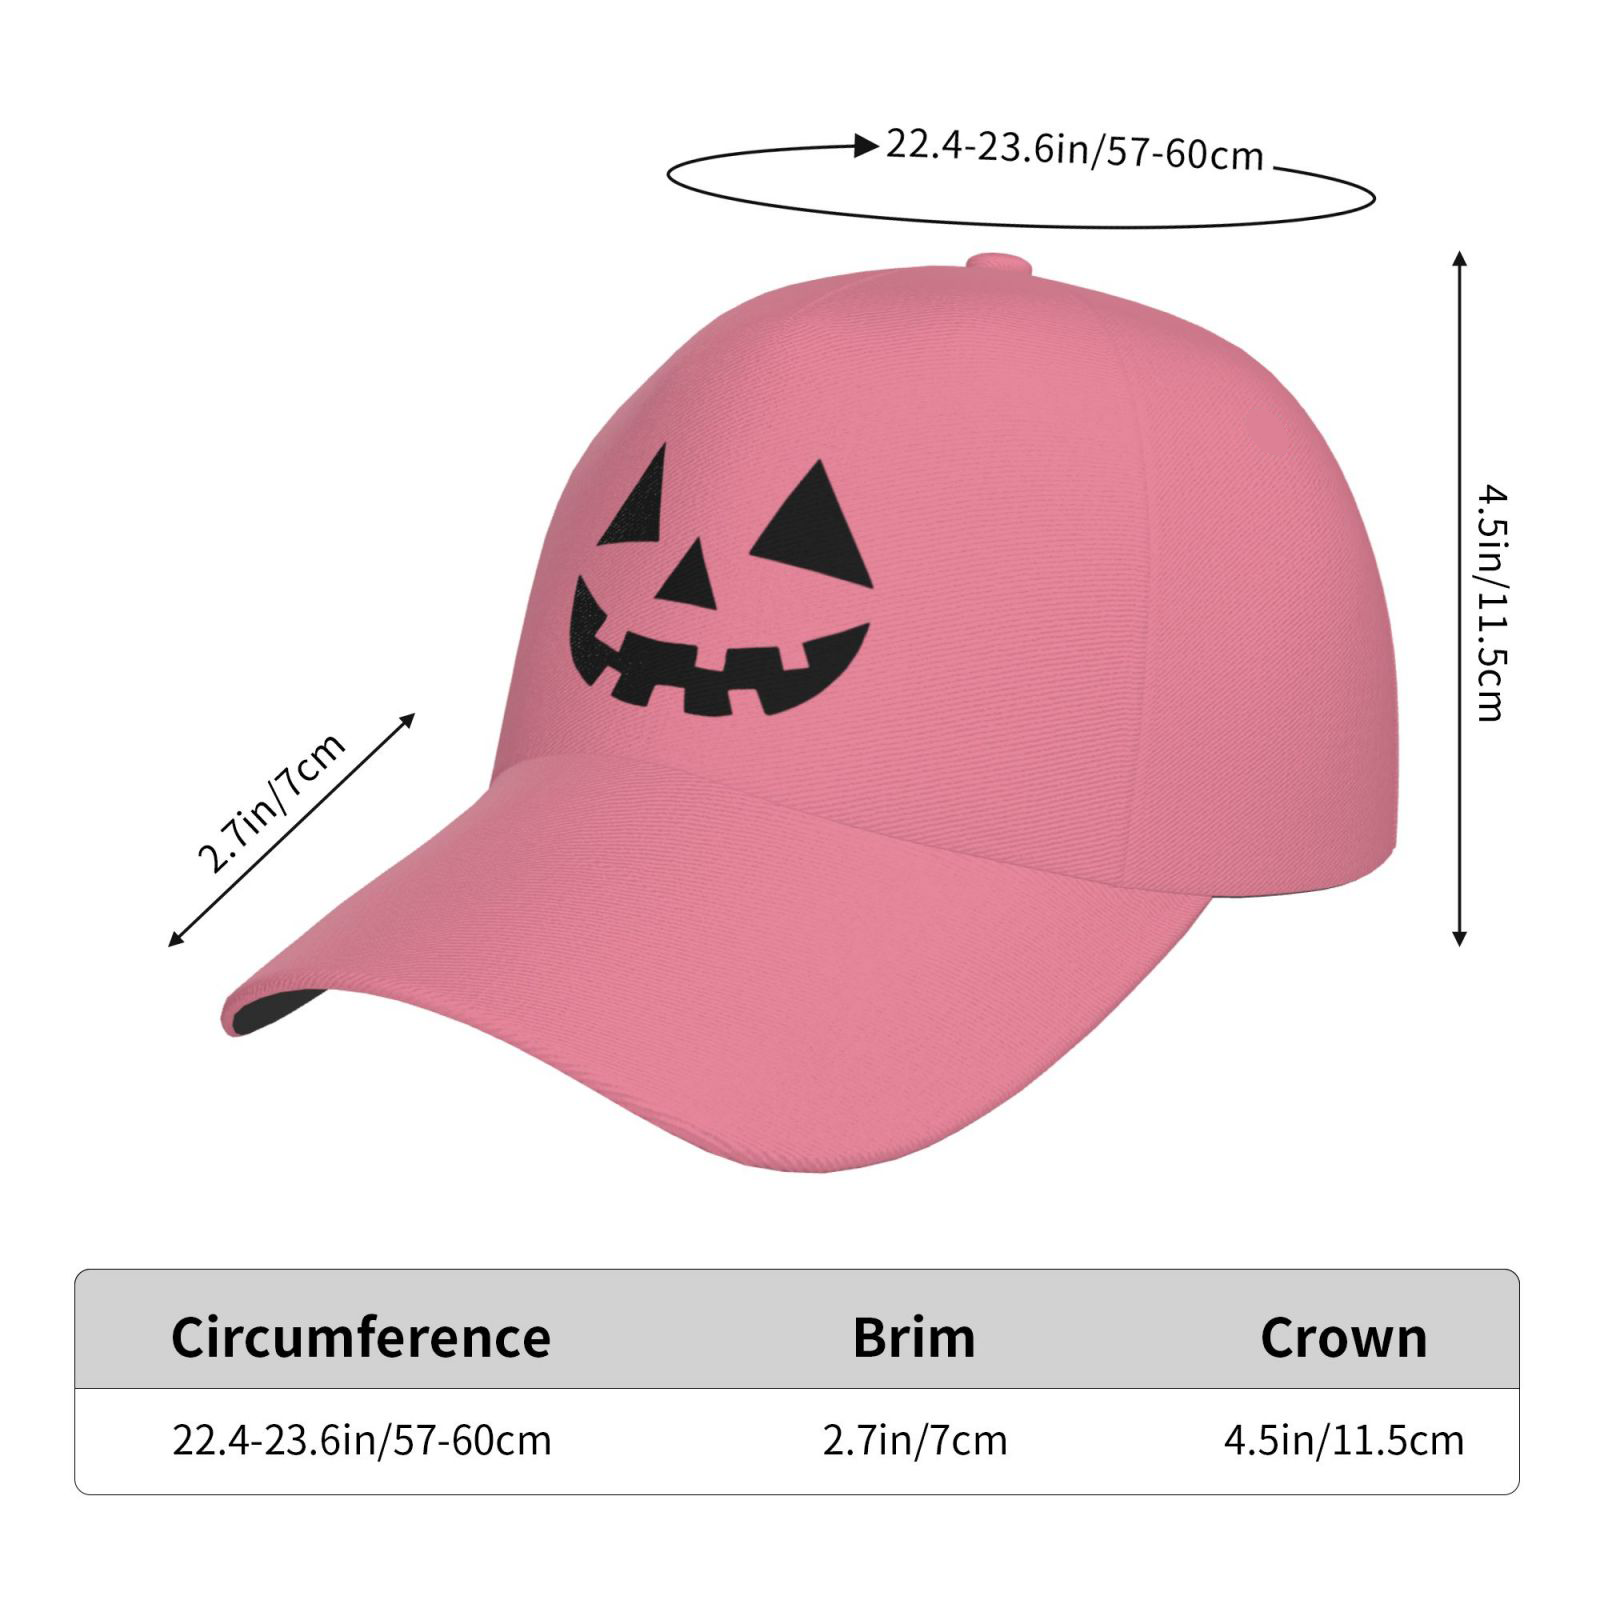 22.4-23.6in/57-60cm
4.5in/11.5cm
2.7in/7cm
Circumference Brim Crown
22.4-23.6in/57-60cm 2.7in/7cm 4.5in/11.5cm